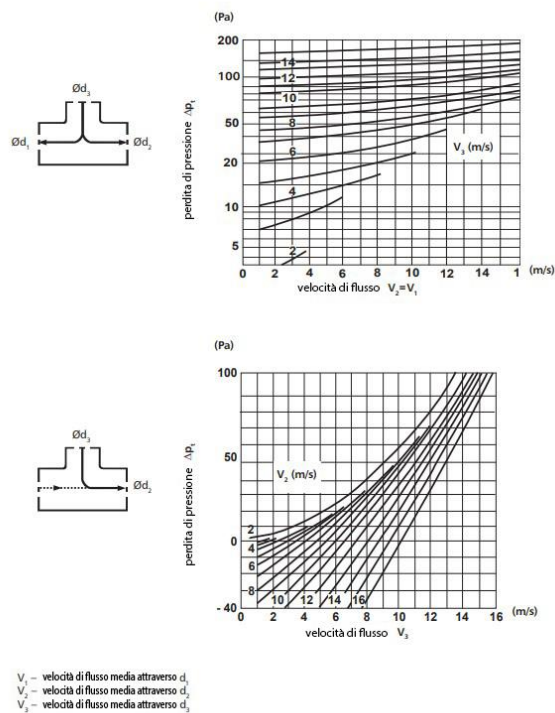 (Pa)
200
100
50
20
10
5
perdita di pressione Δpt
14
12
10
8
6
4
2
V3 (m/s)
0 2 4 6 8 10 12 14 1 (m/s)
velocità di flusso V2=V1
Ød3
Ød1 Ød2
(Pa)
100
50
0
- 40
perdita di pressione Δpt
V2 (m/s)
2
4
6
8
10 12 14 16
0 2 4 6 8 10 12 14 16 (m/s)
velocità di flusso V3
Ød3
Ød2
V1 – velocità di flusso media attraverso d1
V2 – velocità di flusso media attraverso d2
V3 – velocità di flusso media attraverso d3